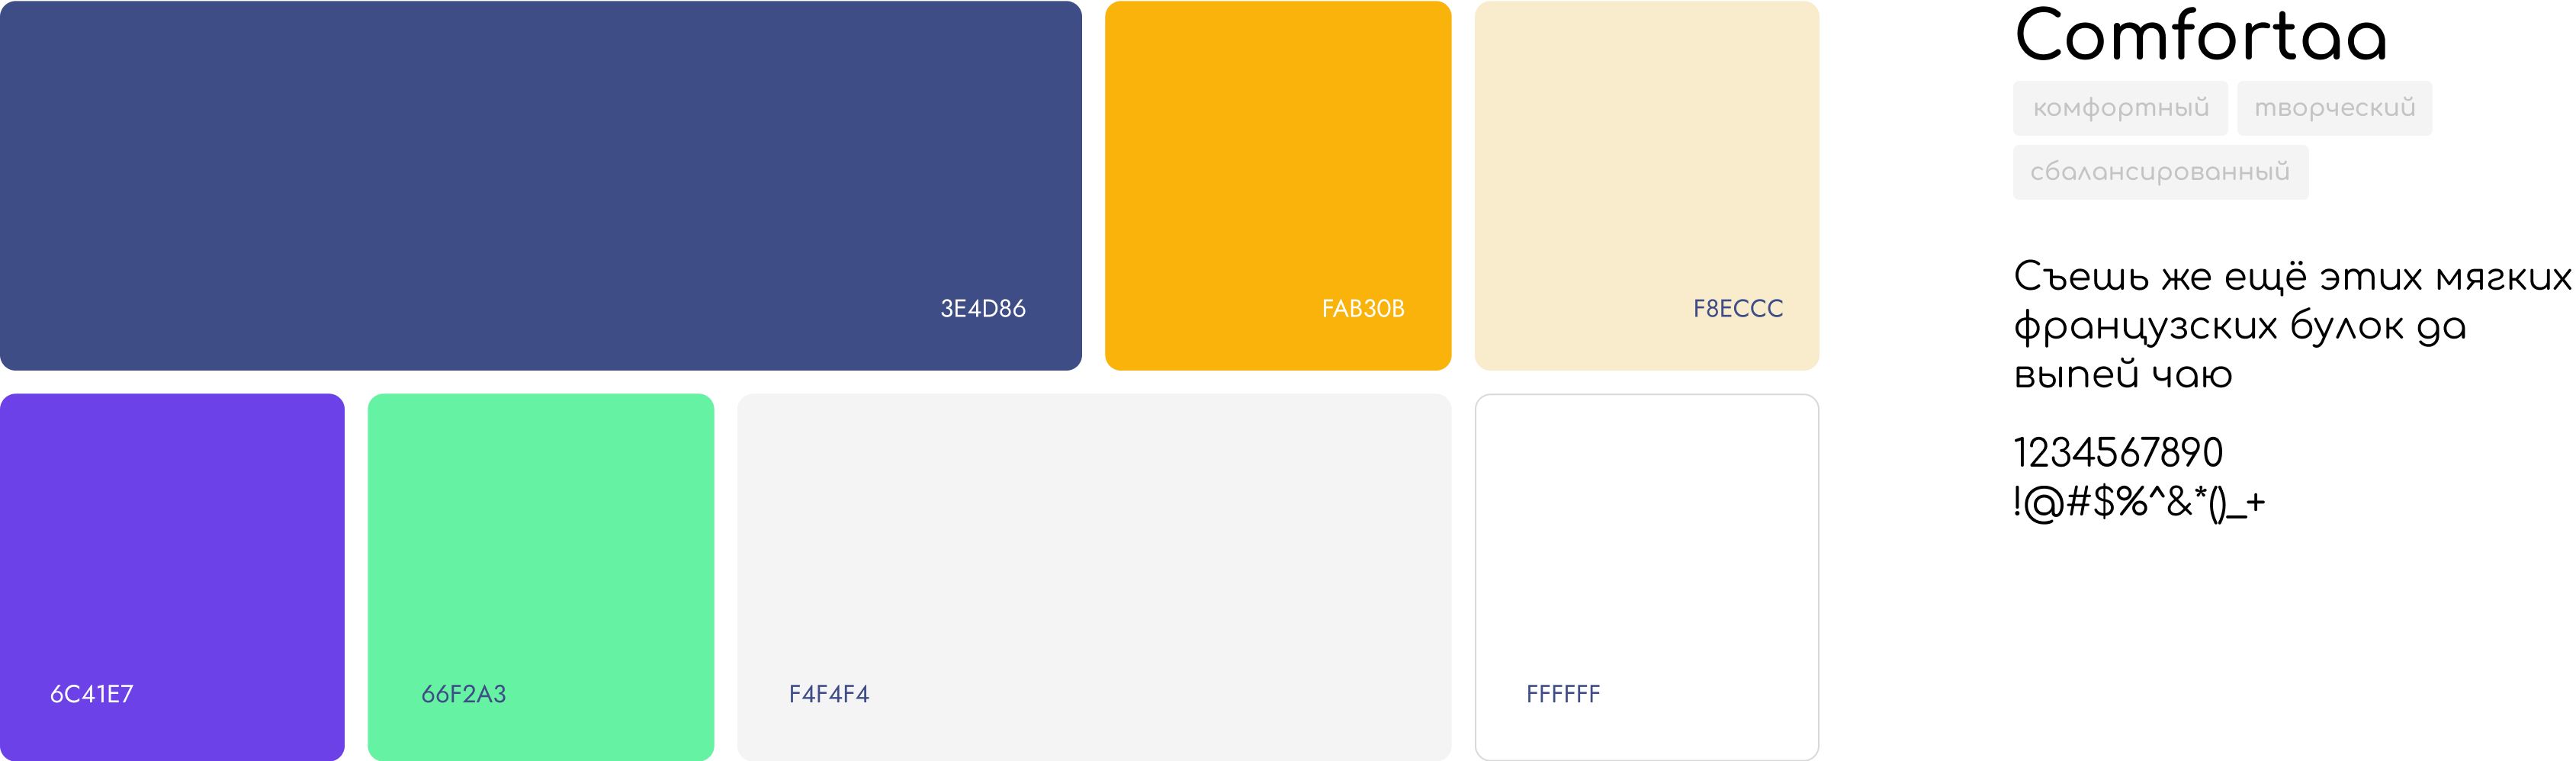 3E4D86
FAB30B
F8ECCC
6C41E7
66F2A3
F4F4F4
FFFFFF
Comfortaa
комфортный
творческий
сбалансированный
Съешь же ещё этих мягких
французских булок да
выпей чаю
1234567890
!@#$%^&*()_+